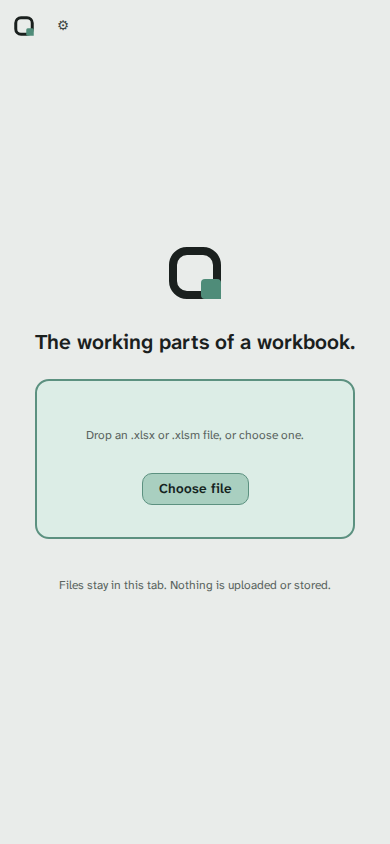 The working parts of a workbook.
Drop an .xlsx or .xlsm file, or choose one.
Choose file
Files stay in this tab. Nothing is uploaded or stored.